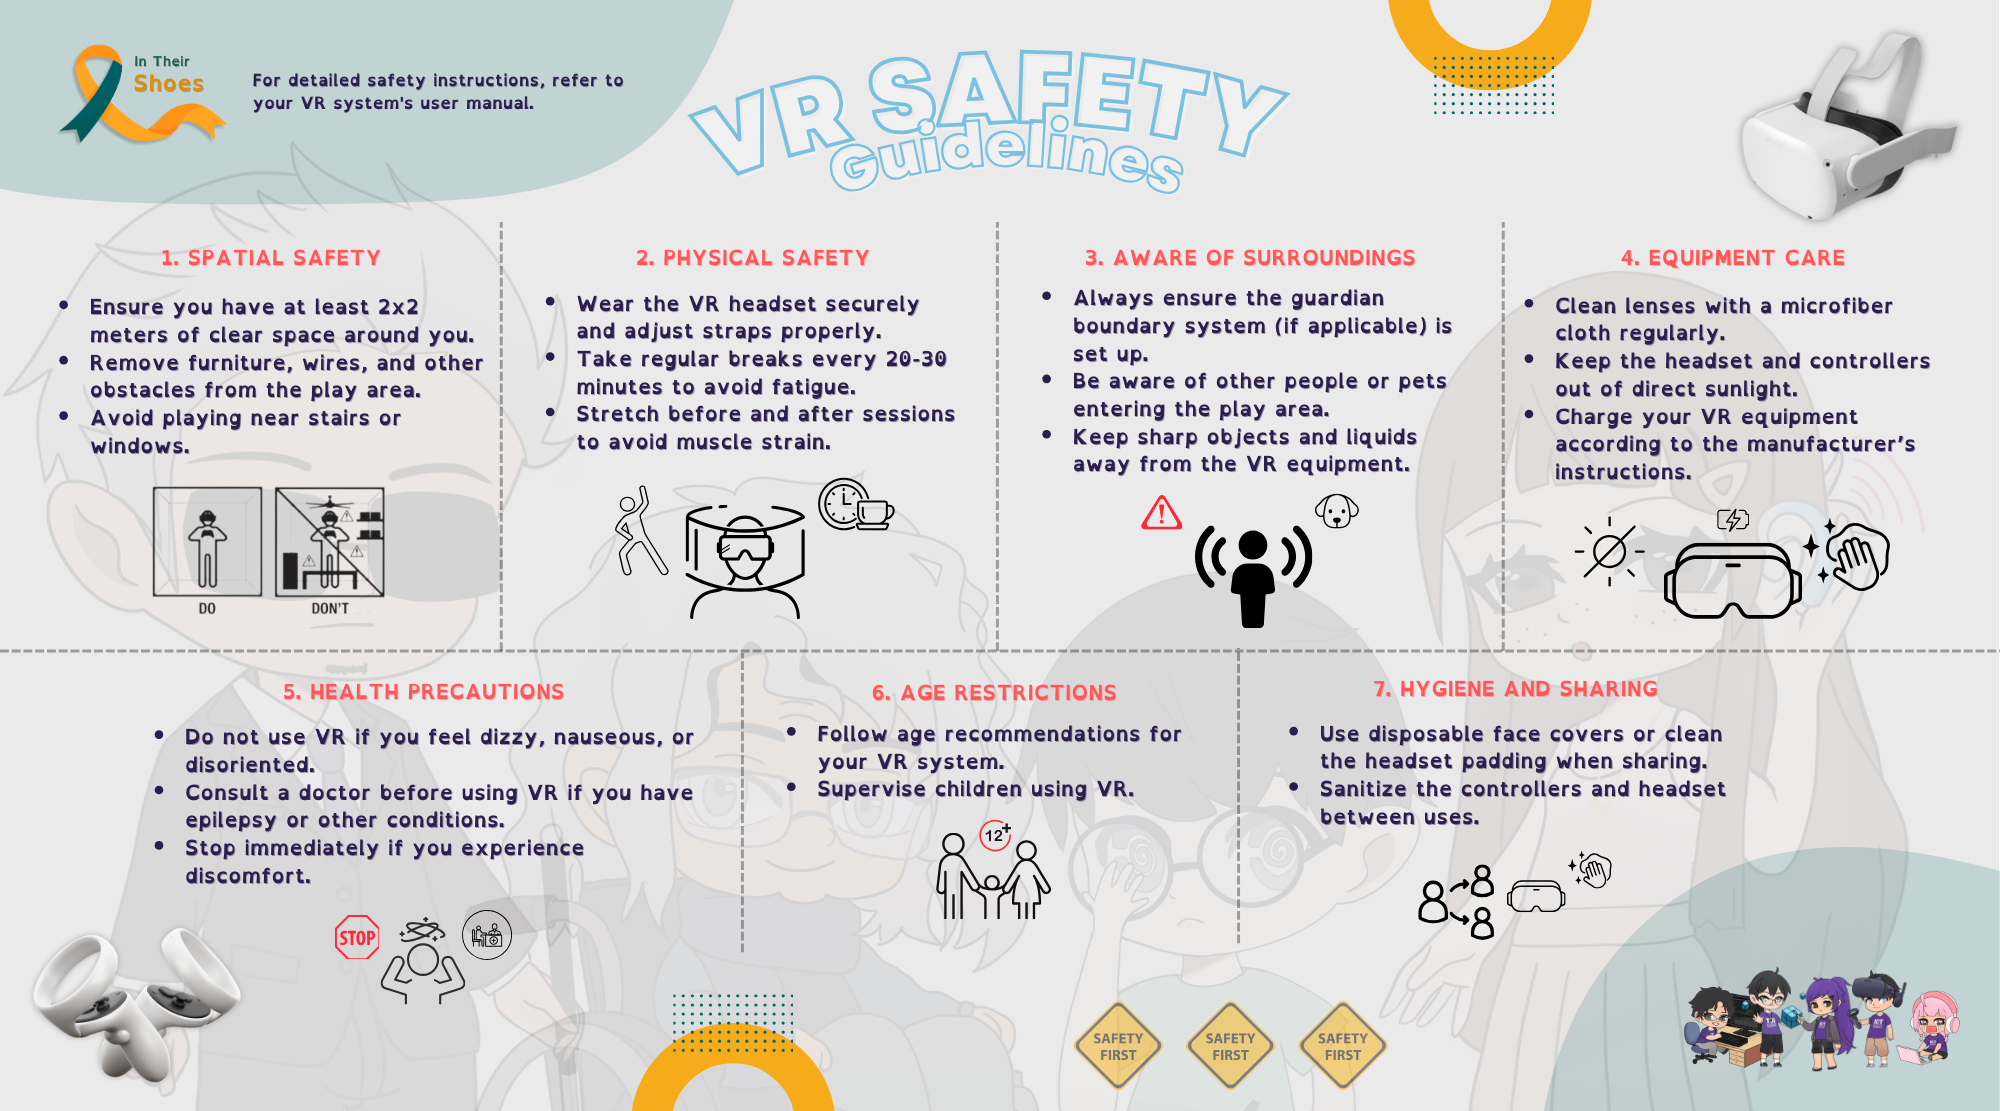 In Their
Shoes
For detailed safety instructions, refer to
your VR system's user manual.
VR SAFETY
Guidelines
1. SPATIAL SAFETY
Ensure you have at least 2x2
meters of clear space around you.
Remove furniture, wires, and other
obstacles from the play area.
Avoid playing near stairs or
windows.
DO
DON'T
2. PHYSICAL SAFETY
Wear the VR headset securely
and adjust straps properly.
Take regular breaks every 20-30
minutes to avoid fatigue.
Stretch before and after sessions
to avoid muscle strain.
3. AWARE OF SURROUNDINGS
Always ensure the guardian
boundary system (if applicable) is
set up.
Be aware of other people or pets
entering the play area.
Keep sharp objects and liquids
away from the VR equipment.
4. EQUIPMENT CARE
Clean lenses with a microfiber
cloth regularly.
Keep the headset and controllers
out of direct sunlight.
Charge your VR equipment
according to the manufacturer's
instructions.
5. HEALTH PRECAUTIONS
Do not use VR if you feel dizzy, nauseous, or
disoriented.
Consult a doctor before using VR if you have
epilepsy or other conditions.
Stop immediately if you experience
discomfort.
STOP
6. AGE RESTRICTIONS
Follow age recommendations for
your VR system.
Supervise children using VR.
12+
7. HYGIENE AND SHARING
Use disposable face covers or clean
the headset padding when sharing.
Sanitize the controllers and headset
between uses.
SAFETY
FIRST
SAFETY
FIRST
SAFETY
FIRST